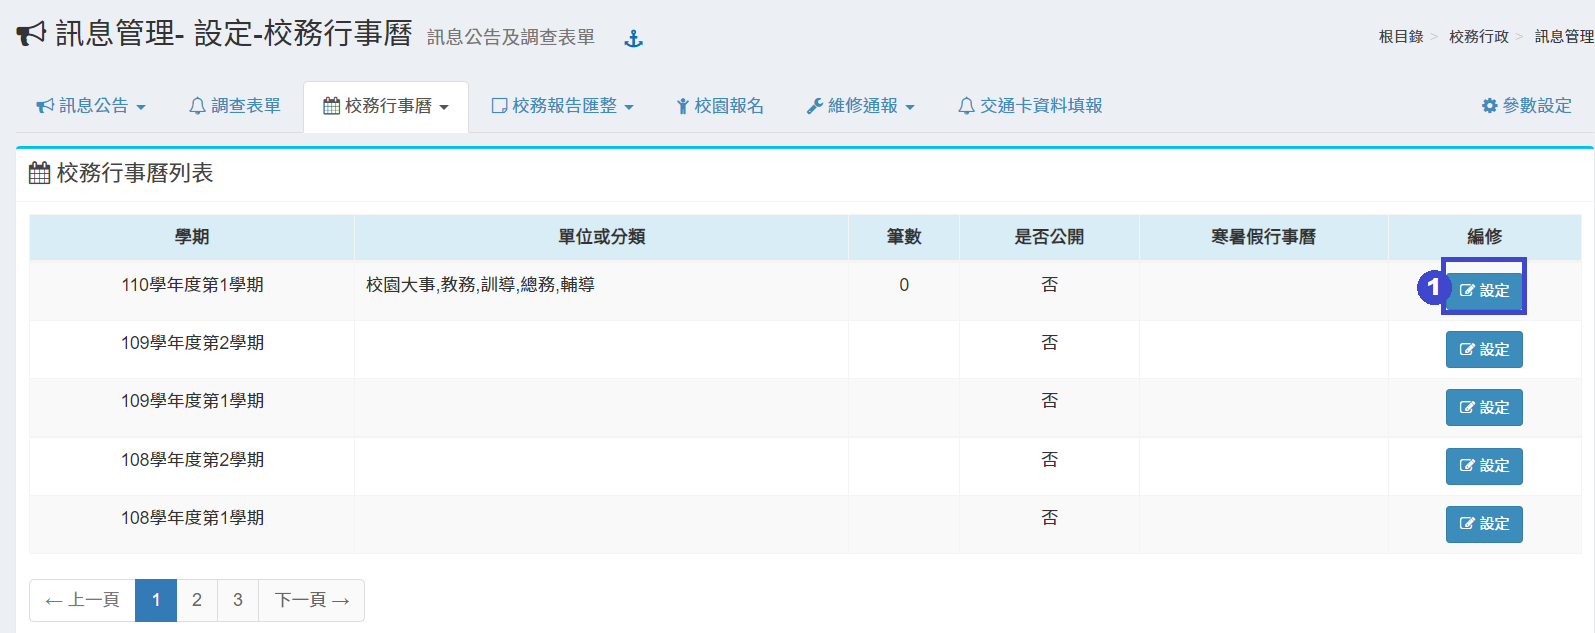 訊息管理- 設定-校務行事曆 訊息公告及調查表單
根目錄 > 校務行政 > 訊息管理
訊息公告 調查表單 校務行事曆 校務報告匯整 校園報名 維修通報 交通卡資料填報 參數設定
校務行事曆列表
學期 單位或分類 筆數 是否公開 寒暑假行事曆 編修
110學年度第1學期 校園大事,教務,訓導,總務,輔導 0 否 1 設定
109學年度第2學期 否 設定
109學年度第1學期 否 設定
108學年度第2學期 否 設定
108學年度第1學期 否 設定
← 上一頁 1 2 3 下一頁 →